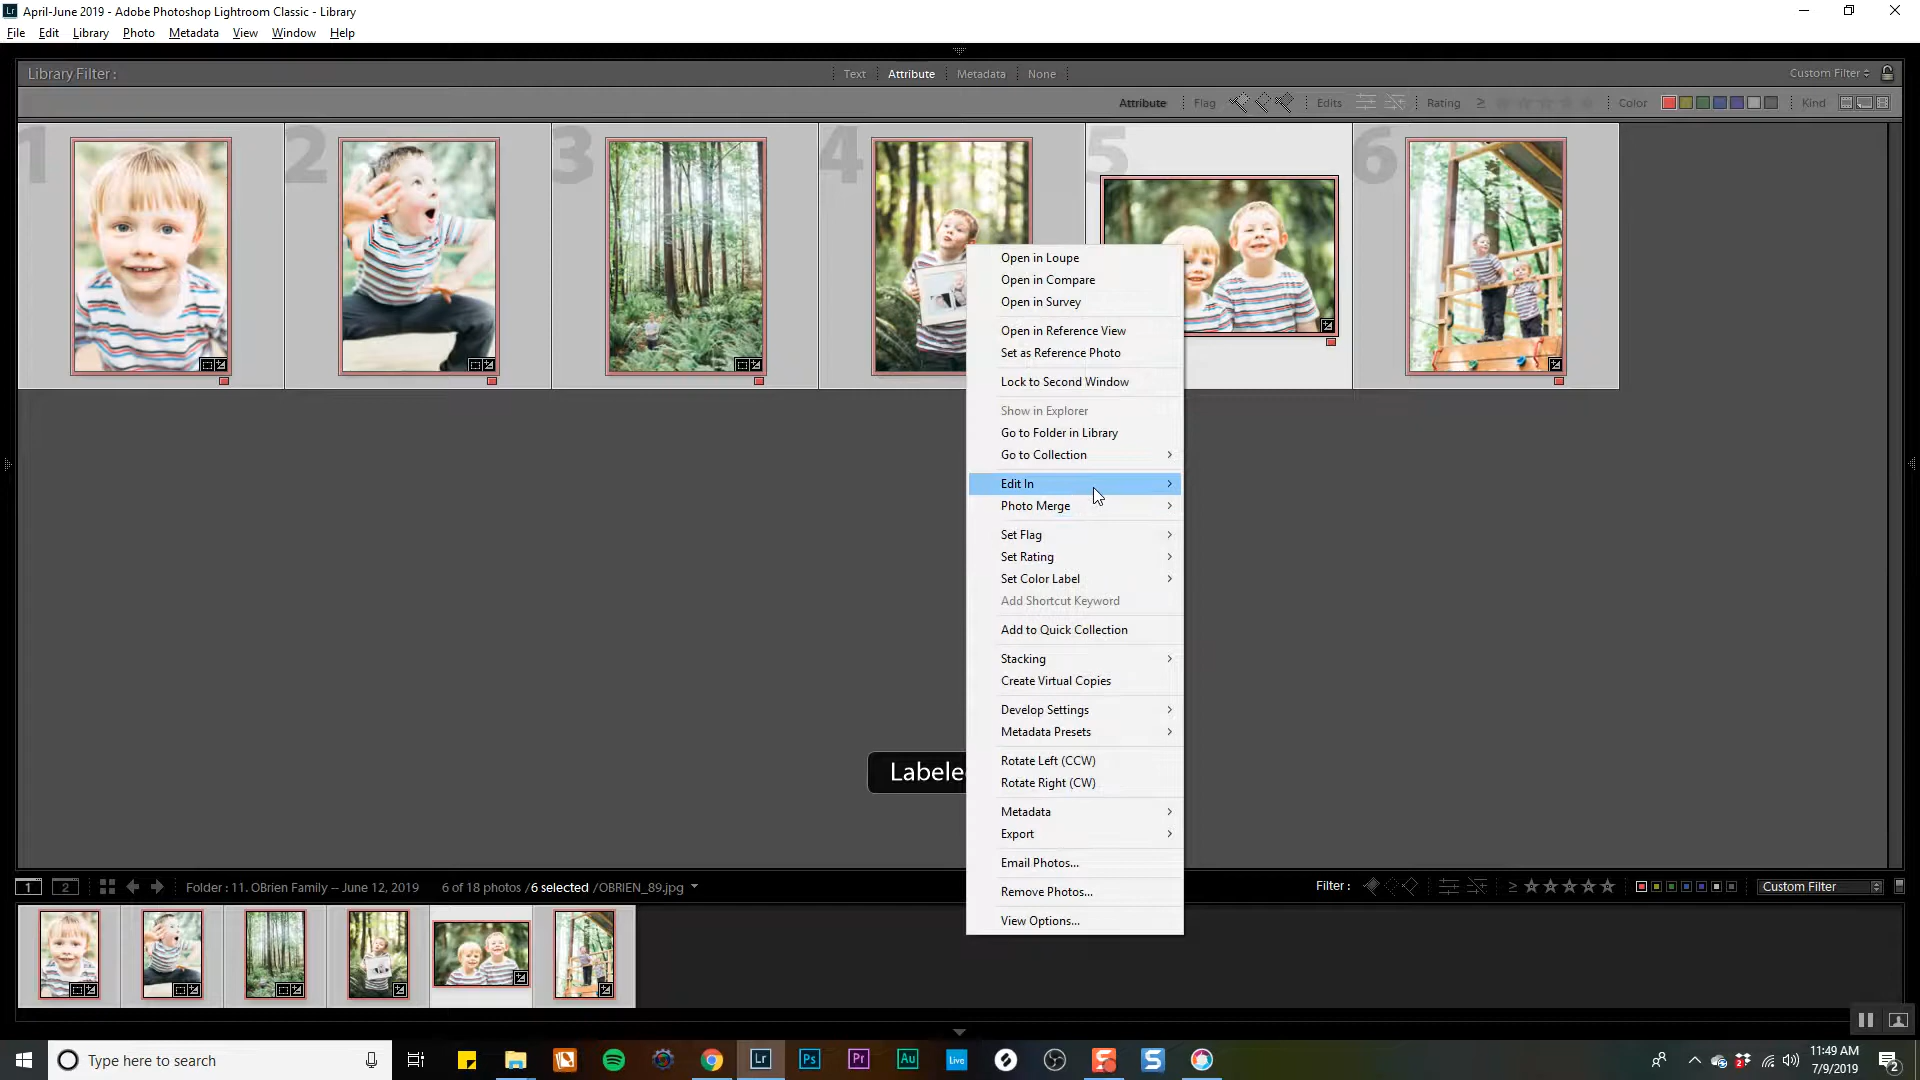 Lr April-June 2019 - Adobe Photoshop Lightroom Classic - Library
File Edit Library Photo Metadata View Window Help
Library Filter : Text Attribute Metadata None Custom Filter
Attribute Flag Edits Rating ≥ Color Kind
1 2 3 4 5 6
Open in Loupe
Open in Compare
Open in Survey
Open in Reference View
Set as Reference Photo
Lock to Second Window
Show in Explorer
Go to Folder in Library
Go to Collection
Edit In
Photo Merge
Set Flag
Set Rating
Set Color Label
Add Shortcut Keyword
Add to Quick Collection
Stacking
Create Virtual Copies
Develop Settings
Metadata Presets
Rotate Left (CCW)
Labele
Rotate Right (CW)
Metadata
Export
Email Photos...
Remove Photos...
View Options...
1 2 Folder : 11. OBrien Family -- June 12, 2019 6 of 18 photos / 6 selected / OBRIEN_89.jpg Filter : ≥ Custom Filter
Type here to search Lr Ps Pr Au Live S S 11:49 AM
7/9/2019 2